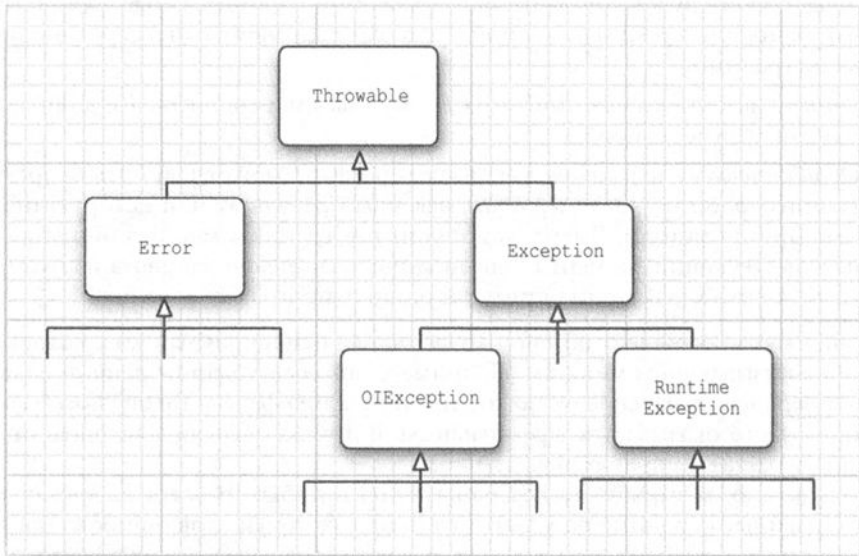 Throwable
Error
Exception
OIException
Runtime
Exception